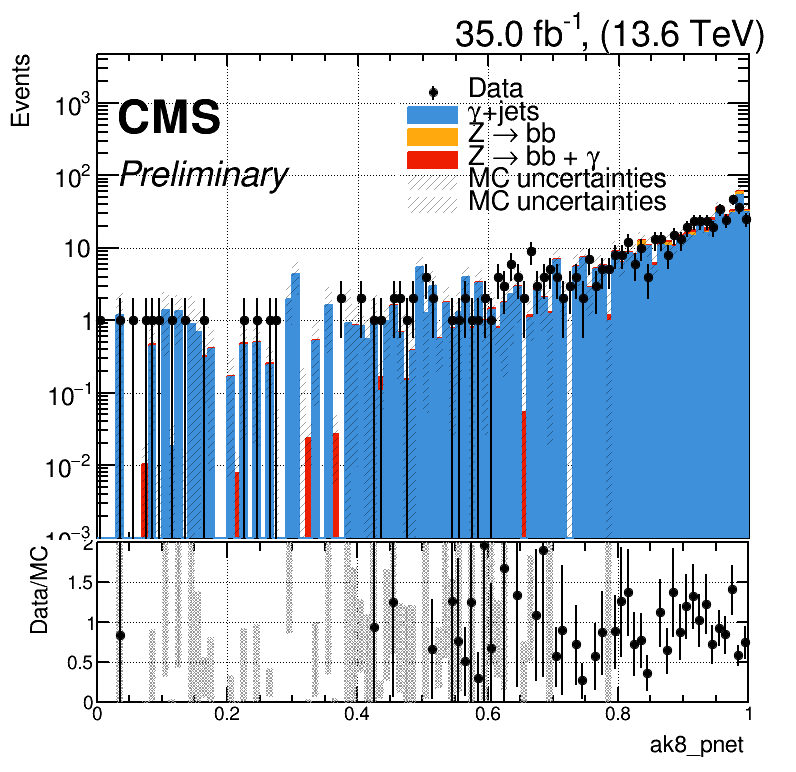 35.0 fb⁻¹, (13.6 TeV)
Events
CMS
Preliminary
Data
γ+jets
Z → bb
Z → bb + γ
MC uncertainties
MC uncertainties
10³
10²
10
1
10⁻¹
10⁻²
10⁻³
Data/MC
2
1.5
1
0.5
0
0 0.2 0.4 0.6 0.8 1
ak8_pnet